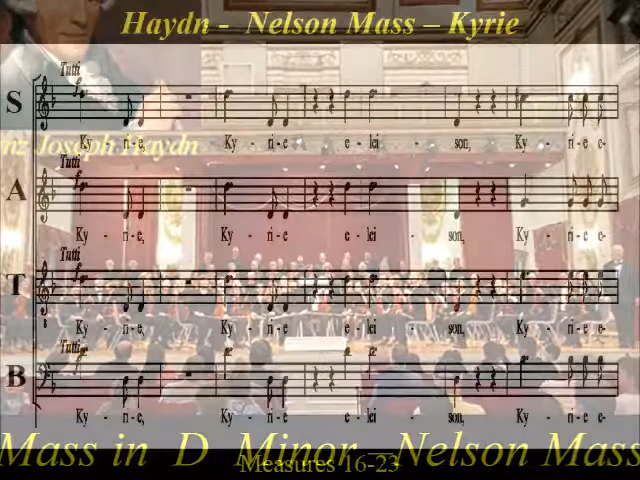 Haydn - Nelson Mass – Kyrie
Tutti
f
S
Ky - ri - e, Ky - ri - e e - lei - son, Ky - ri - e e-
nz Joseph Haydn
Tutti
f
A
Ky - ri - e, Ky - ri - e e - lei - son, Ky - ri - e e-
Tutti
f
T
Ky - ri - e, Ky - ri - e e - lei - son, Ky - ri - e e-
Tutti
f
B
Ky - ri - e, Ky - ri - e e - lei - son, Ky - ri - e e-
Mass in D Minor – Nelson Mass
Measures 16-23